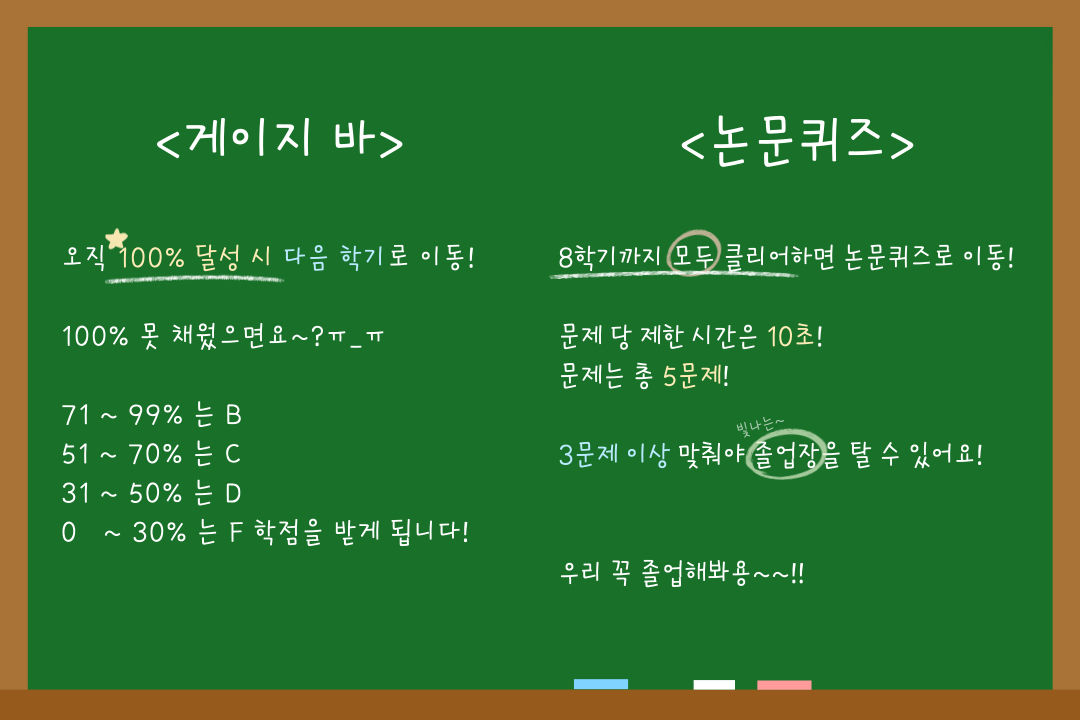 <게이지 바>
오직 100% 달성 시 다음 학기로 이동!
100% 못 채웠으면요~?ㅠ_ㅠ
71 ~ 99% 는 B
51 ~ 70% 는 C
31 ~ 50% 는 D
0 ~ 30% 는 F 학점을 받게 됩니다!
<논문퀴즈>
8학기까지 모두 클리어하면 논문퀴즈로 이동!
문제 당 제한 시간은 10초!
문제는 총 5문제!
빛나는~
3문제 이상 맞춰야 졸업장을 탈 수 있어요!
우리 꼭 졸업해봐용~~!!